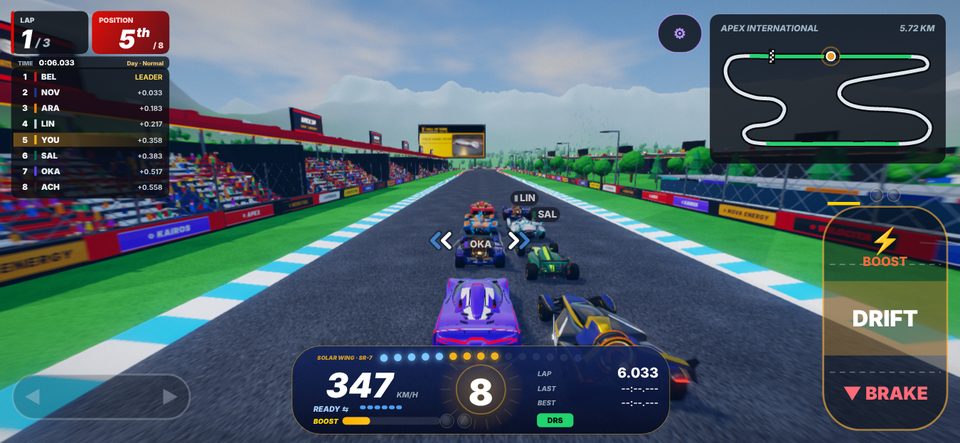 LAP
1 / 3
POSITION
5th / 8
TIME 0:06.033 Day · Normal
1 BEL LEADER
2 NOV +0.033
3 ARA +0.183
4 LIN +0.217
5 YOU +0.358
6 SAL +0.383
7 OKA +0.517
8 ACH +0.558
APEX INTERNATIONAL 5.72 KM
LIN
SAL
OKA
ENERGY
KAIROS
APEX
KAIROS
NOVA ENERGY
BOOST
DRIFT
▼ BRAKE
SOLAR WING · SR-7
347 KM/H
READY
BOOST
8
LAP 6.033
LAST --:--.---
BEST --:--.---
DRS